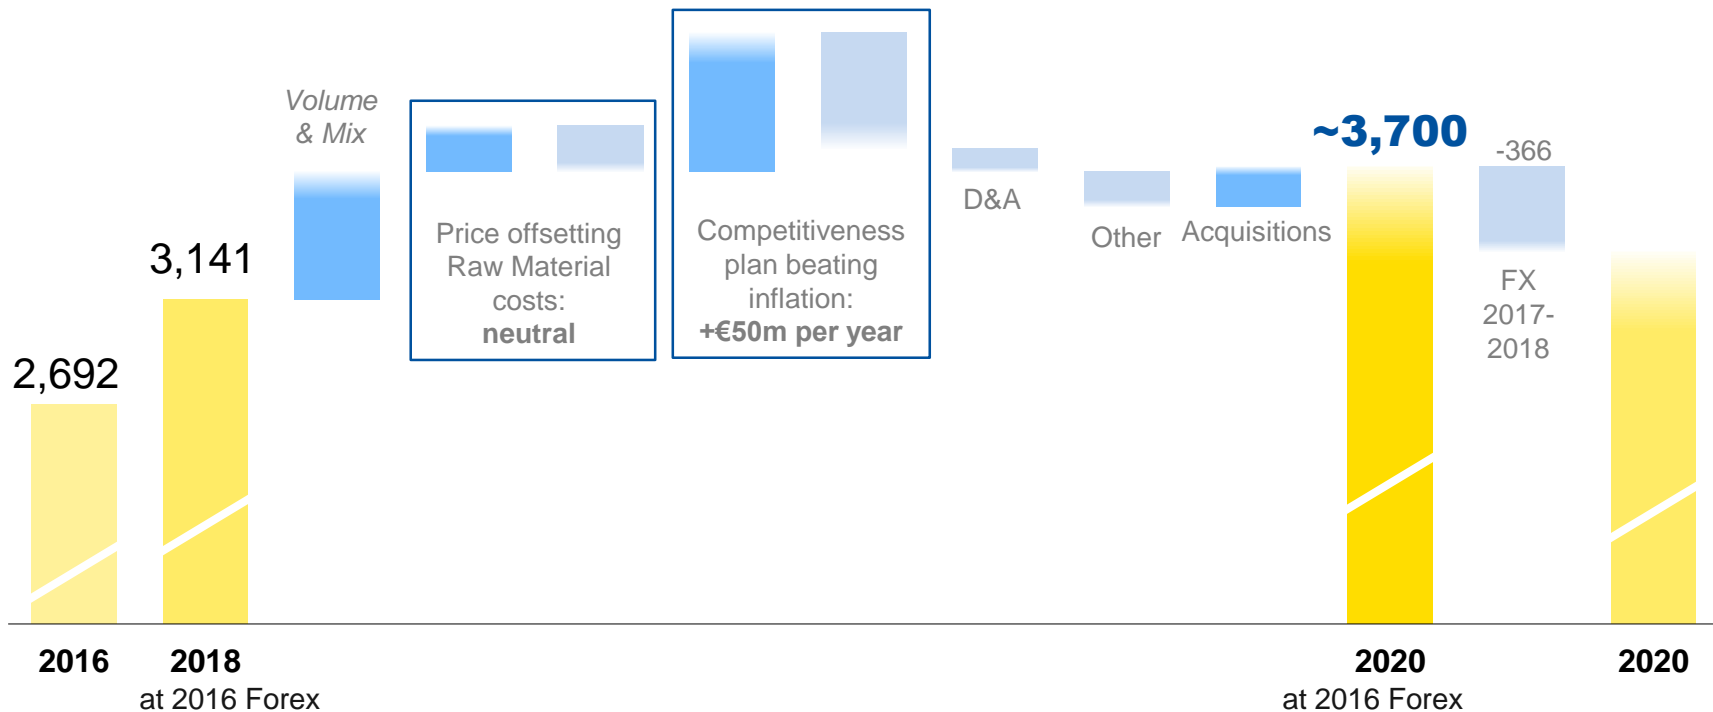 Volume
& Mix
~3,700
-366
3,141
2,692
Price offsetting
Raw Material
costs:
neutral
Competitiveness
plan beating
inflation:
+€50m per year
D&A
Other
Acquisitions
FX
2017-
2018
2016
2018
at 2016 Forex
2020
at 2016 Forex
2020